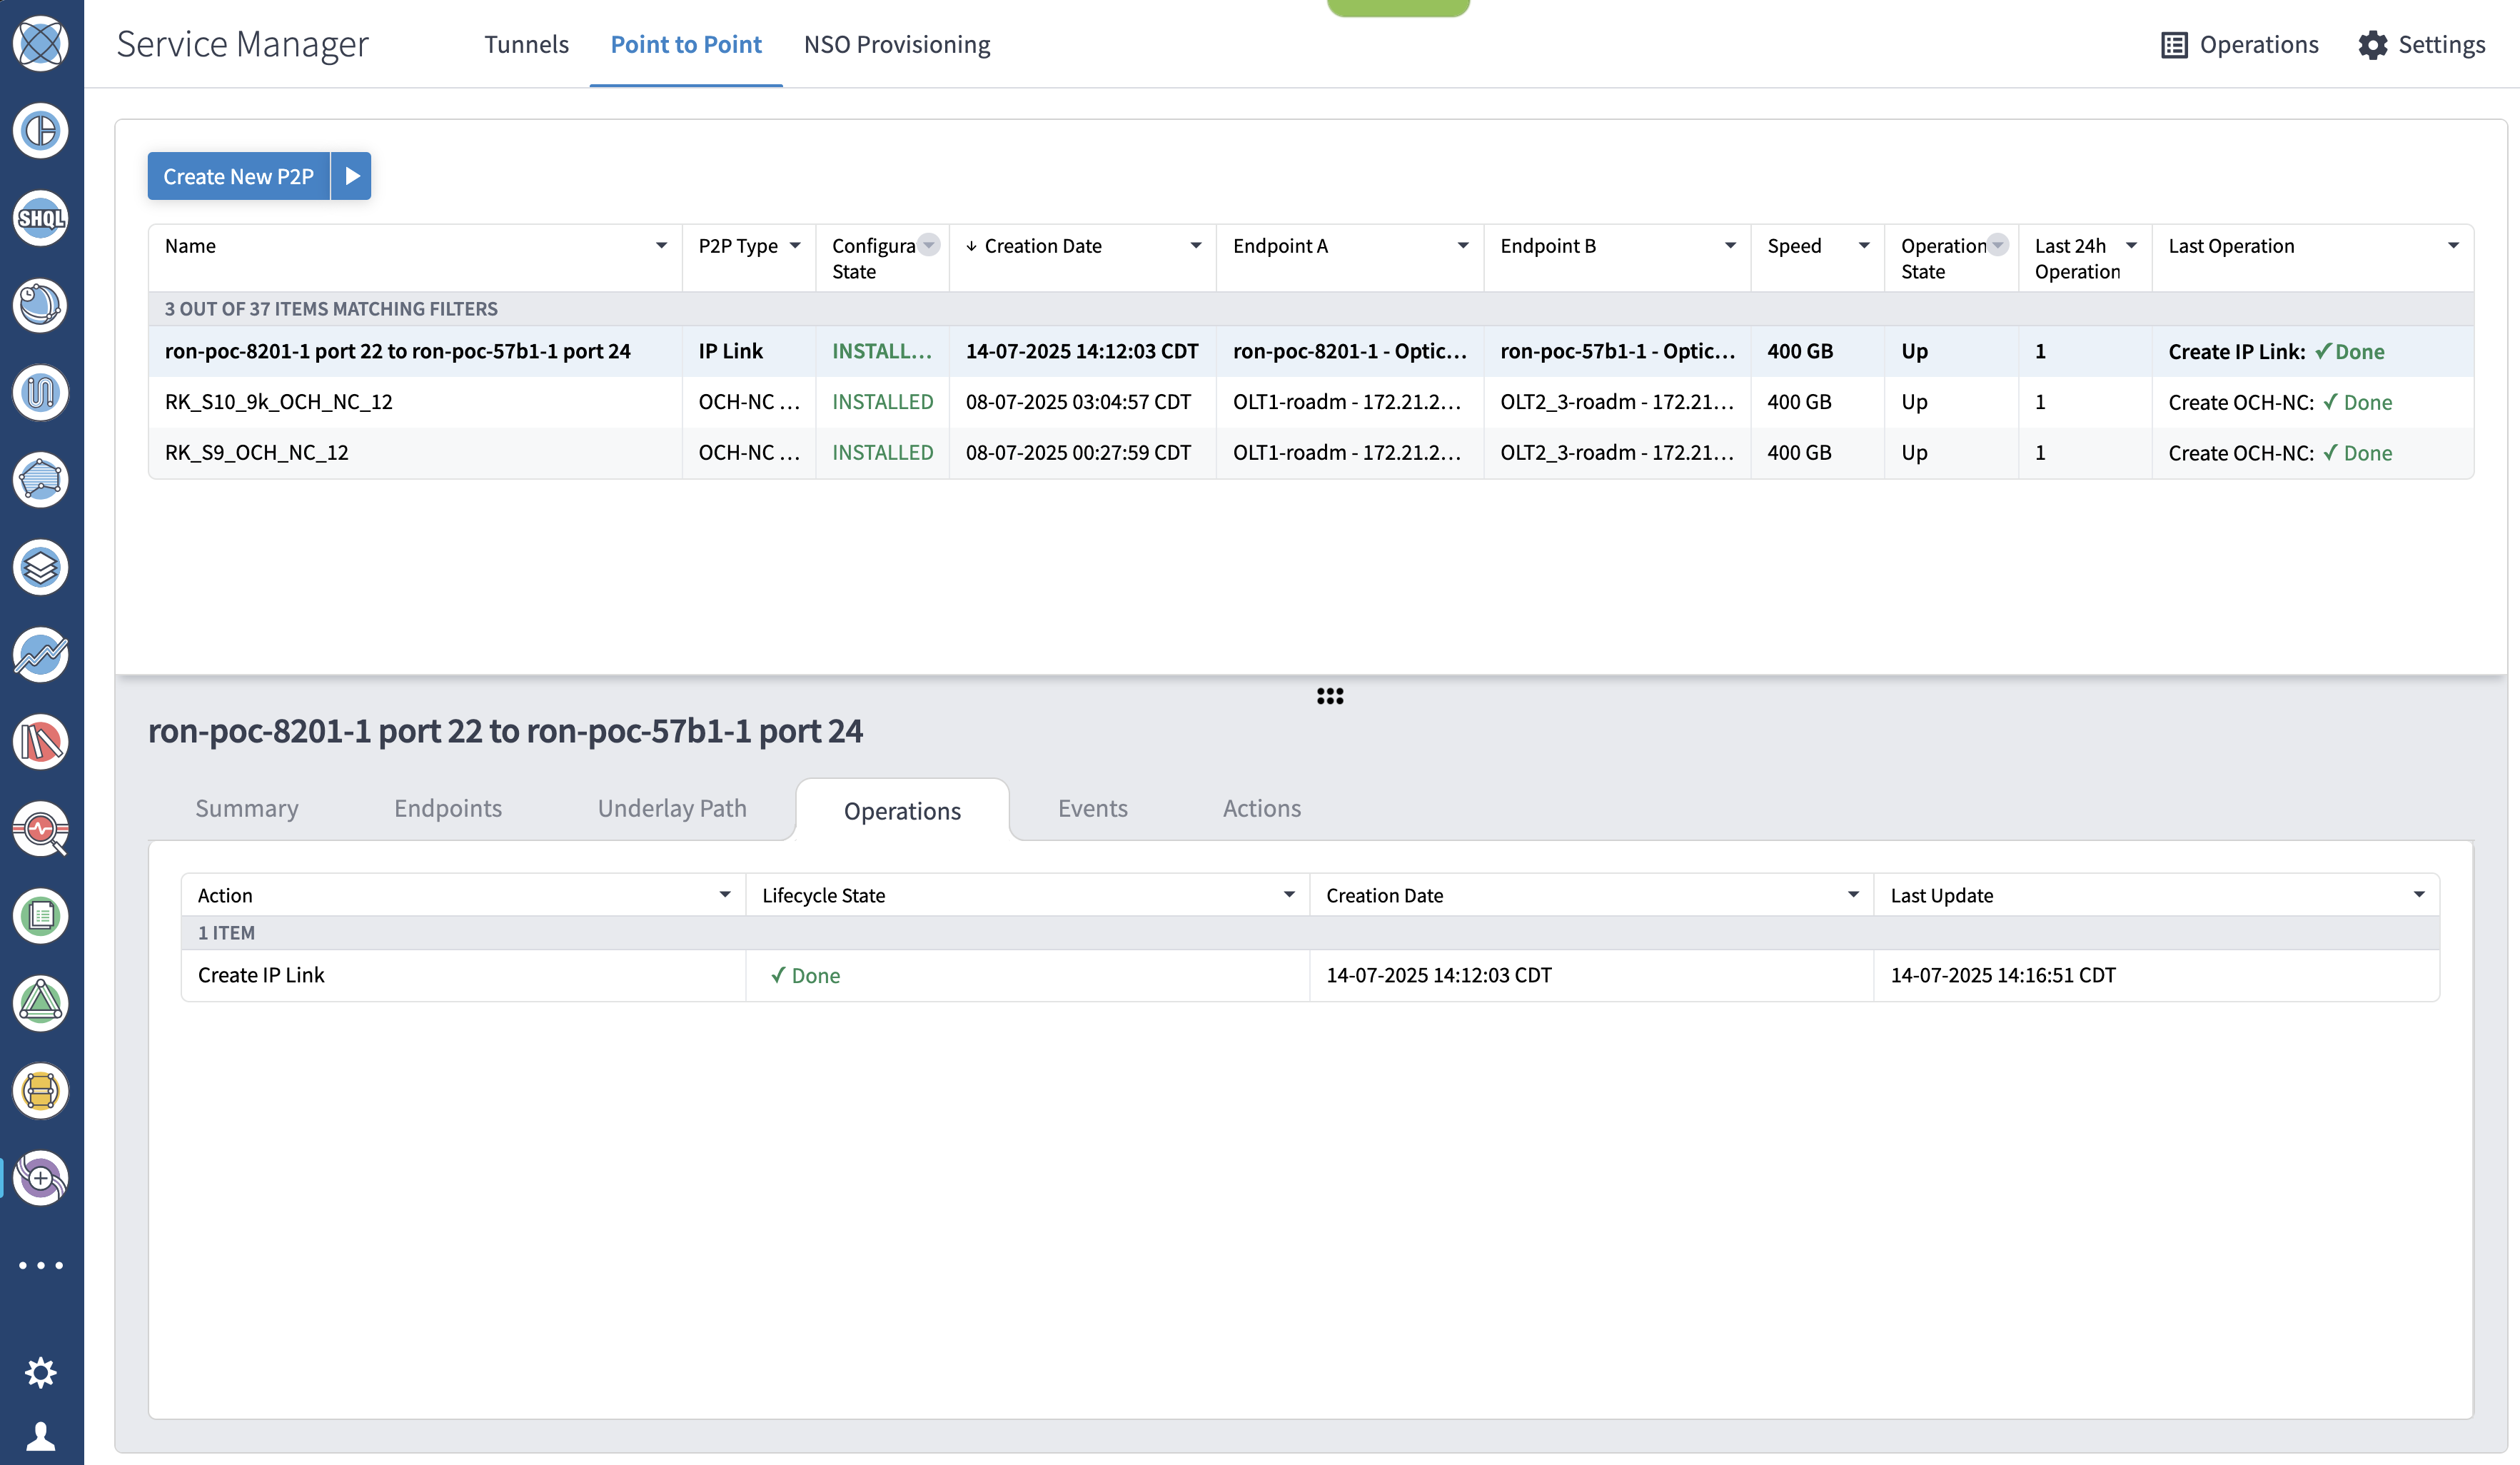 Service Manager
Tunnels
Point to Point
NSO Provisioning
Operations
Settings
SHQL
Create New P2P
Name
P2P Type
Configura
State
Creation Date
Endpoint A
Endpoint B
Speed
Operation
State
Last 24h
Operation
Last Operation
3 OUT OF 37 ITEMS MATCHING FILTERS
ron-poc-8201-1 port 22 to ron-poc-57b1-1 port 24 IP Link INSTALL... 14-07-2025 14:12:03 CDT ron-poc-8201-1 - Optic... ron-poc-57b1-1 - Optic... 400 GB Up 1 Create IP Link: ✓ Done
RK_S10_9k_OCH_NC_12 OCH-NC ... INSTALLED 08-07-2025 03:04:57 CDT OLT1-roadm - 172.21.2... OLT2_3-roadm - 172.21... 400 GB Up 1 Create OCH-NC: ✓ Done
RK_S9_OCH_NC_12 OCH-NC ... INSTALLED 08-07-2025 00:27:59 CDT OLT1-roadm - 172.21.2... OLT2_3-roadm - 172.21... 400 GB Up 1 Create OCH-NC: ✓ Done
ron-poc-8201-1 port 22 to ron-poc-57b1-1 port 24
Summary
Endpoints
Underlay Path
Operations
Events
Actions
Action Lifecycle State Creation Date Last Update
1 ITEM
Create IP Link ✓ Done 14-07-2025 14:12:03 CDT 14-07-2025 14:16:51 CDT